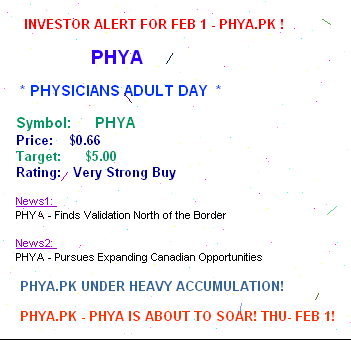 INVESTOR ALERT FOR FEB 1 - PHYA.PK !
PHYA
* PHYSICIANS ADULT DAY *
Symbol: PHYA
Price: $0.66
Target: $5.00
Rating: Very Strong Buy
News1:
PHYA - Finds Validation North of the Border
News2:
PHYA - Pursues Expanding Canadian Opportunities
PHYA.PK UNDER HEAVY ACCUMULATION!
PHYA.PK - PHYA IS ABOUT TO SOAR! THU- FEB 1!